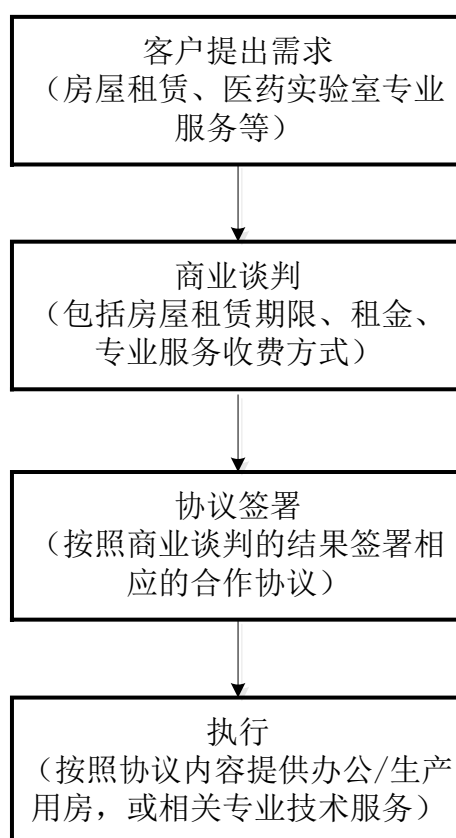 客户提出需求
（房屋租赁、医药实验室专业
服务等）
商业谈判
（包括房屋租赁期限、租金、
专业服务收费方式）
协议签署
（按照商业谈判的结果签署相
应的合作协议）
执行
（按照协议内容提供办公/生产
用房，或相关专业技术服务）